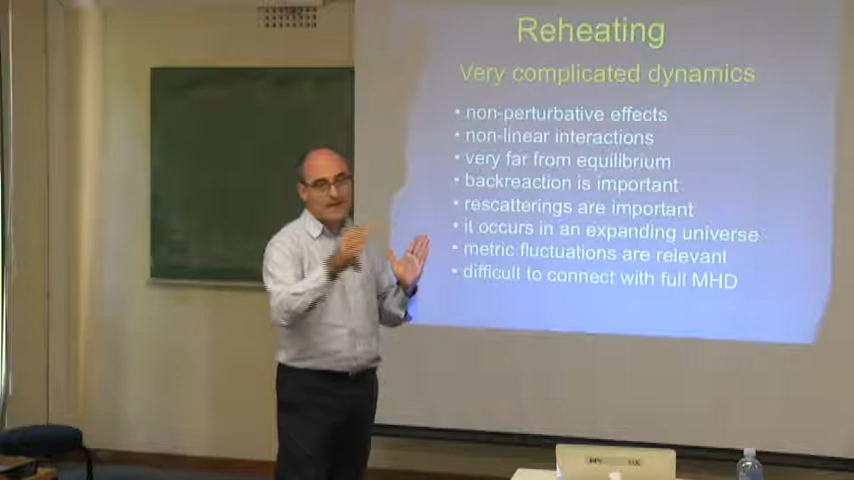 Reheating
Very complicated dynamics
• non-perturbative effects
• non-linear interactions
• very far from equilibrium
• backreaction is important
• rescatterings are important
• it occurs in an expanding universe
• metric fluctuations are relevant
• difficult to connect with full MHD